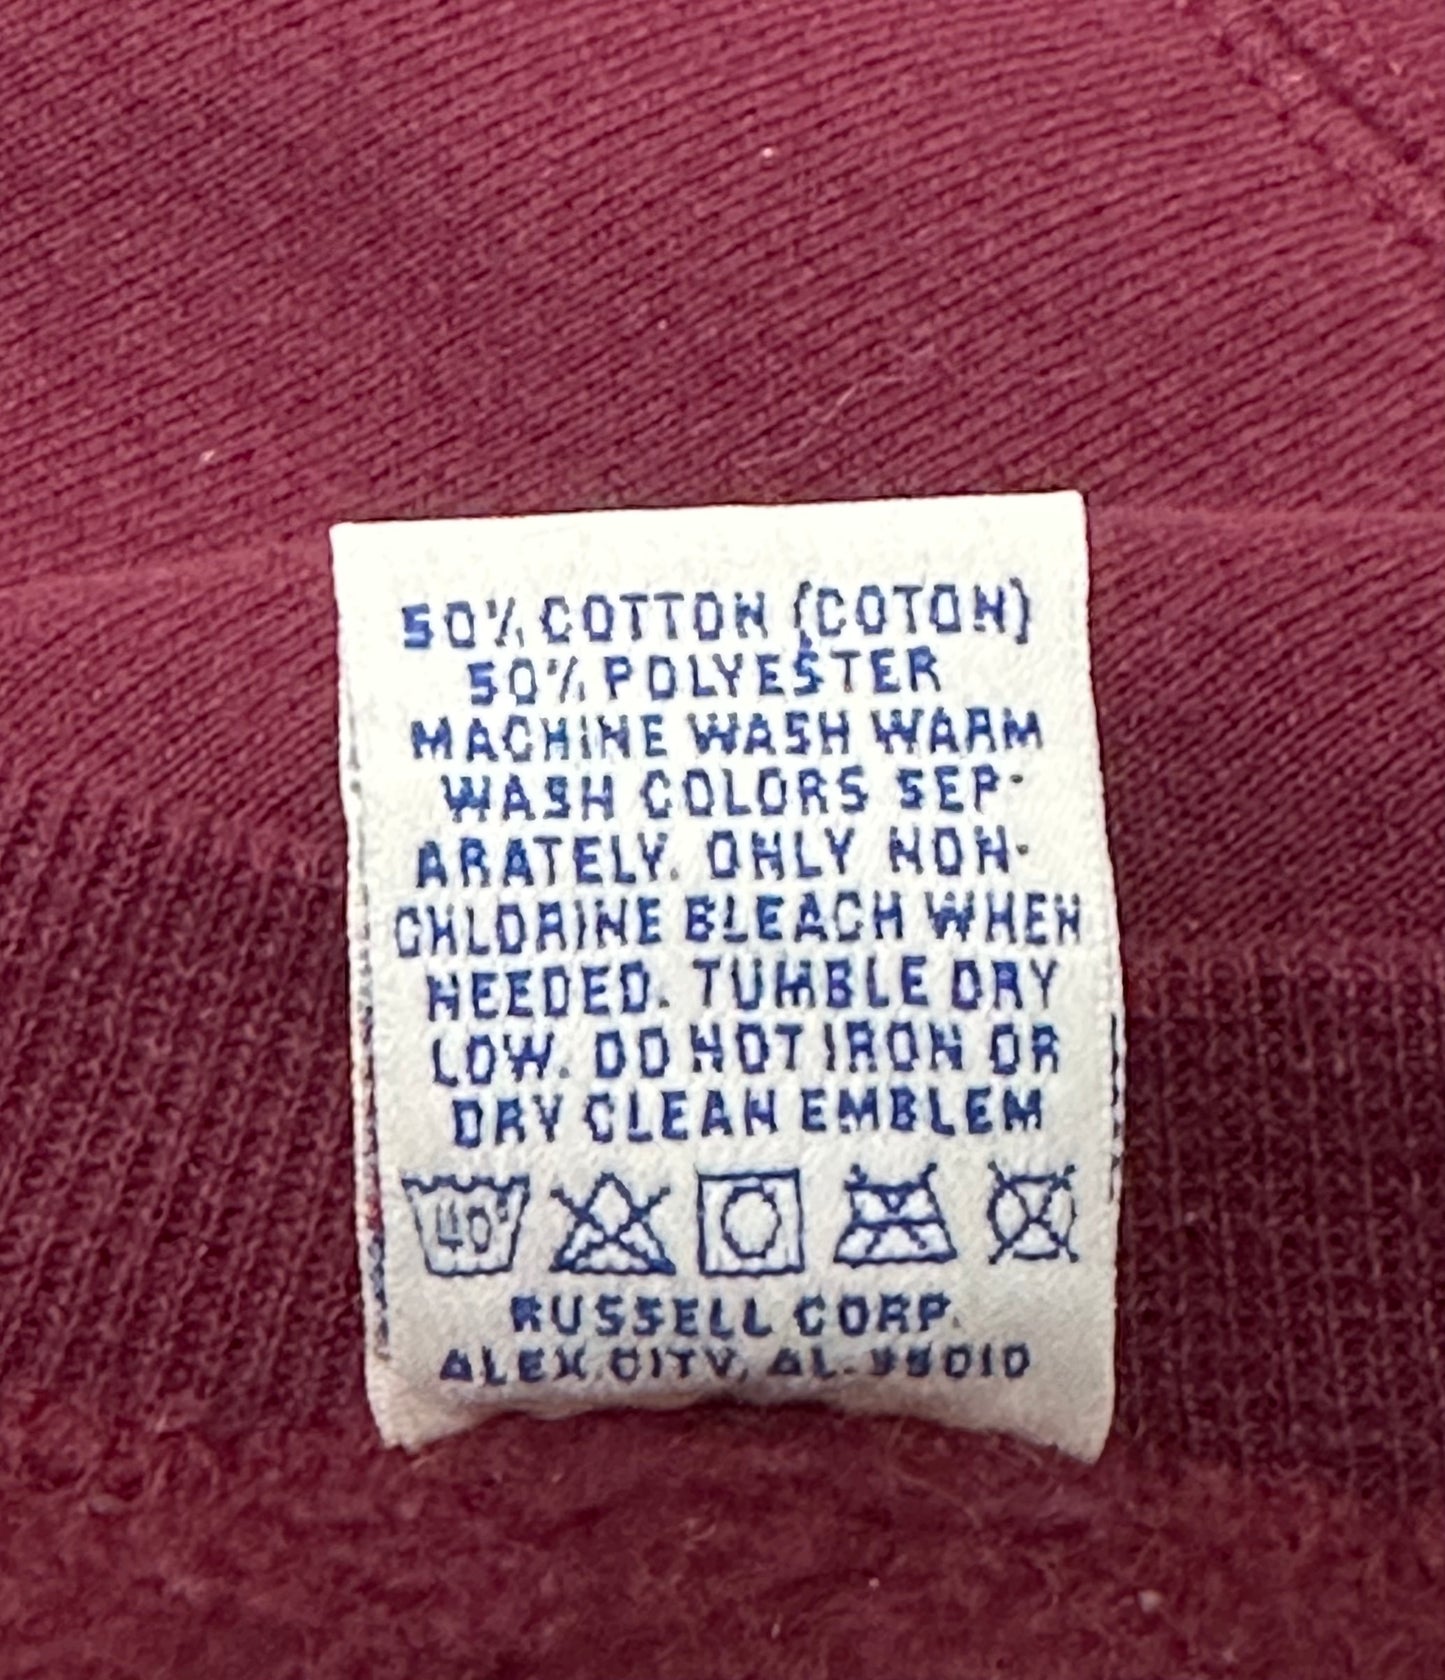 50% COTTON (COTON)
50% POLYESTER
MACHINE WASH WARM
WASH COLORS SEP-
ARATELY. ONLY NON-
CHLORINE BLEACH WHEN
NEEDED. TUMBLE DRY
LOW. DO NOT IRON OR
DRY CLEAN EMBLEM
40°
RUSSELL CORP.
ALEX. CITY, AL. 35010